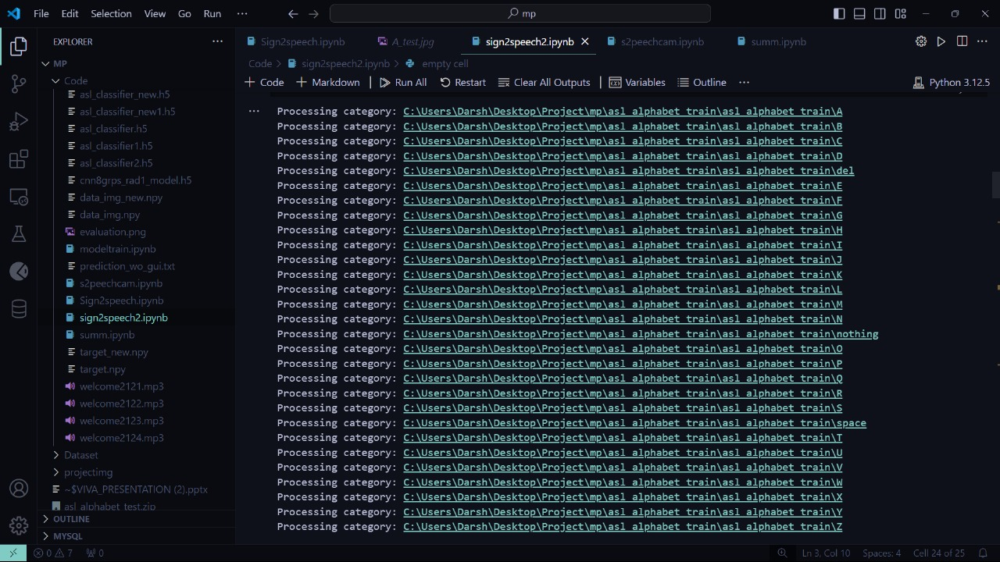 File Edit Selection View Go Run ··· mp
EXPLORER ···
MP
Code
asl_classifier_new.h5
asl_classifier_new1.h5
asl_classifier.h5
asl_classifier1.h5
asl_classifier2.h5
cnn8grps_rad1_model.h5
data_img_new.npy
data_img.npy
evaluation.png
modeltrain.ipynb
prediction_wo_gui.txt
s2peechcam.ipynb
Sign2speech.ipynb
sign2speech2.ipynb
summ.ipynb
target_new.npy
target.npy
welcome2121.mp3
welcome2122.mp3
welcome2123.mp3
welcome2124.mp3
Dataset
projectimg
~$VIVA_PRESENTATION (2).pptx
asl_alphabet_test.zip
OUTLINE
MYSQL
Sign2speech.ipynb A_test.jpg sign2speech2.ipynb s2peechcam.ipynb summ.ipynb
Code > sign2speech2.ipynb > empty cell
+ Code + Markdown | Run All Restart Clear All Outputs | Variables Outline ··· Python 3.12.5
Processing category: C:\Users\Darsh\Desktop\Project\mp\asl_alphabet_train\asl_alphabet_train\A
Processing category: C:\Users\Darsh\Desktop\Project\mp\asl_alphabet_train\asl_alphabet_train\B
Processing category: C:\Users\Darsh\Desktop\Project\mp\asl_alphabet_train\asl_alphabet_train\C
Processing category: C:\Users\Darsh\Desktop\Project\mp\asl_alphabet_train\asl_alphabet_train\D
Processing category: C:\Users\Darsh\Desktop\Project\mp\asl_alphabet_train\asl_alphabet_train\del
Processing category: C:\Users\Darsh\Desktop\Project\mp\asl_alphabet_train\asl_alphabet_train\E
Processing category: C:\Users\Darsh\Desktop\Project\mp\asl_alphabet_train\asl_alphabet_train\F
Processing category: C:\Users\Darsh\Desktop\Project\mp\asl_alphabet_train\asl_alphabet_train\G
Processing category: C:\Users\Darsh\Desktop\Project\mp\asl_alphabet_train\asl_alphabet_train\H
Processing category: C:\Users\Darsh\Desktop\Project\mp\asl_alphabet_train\asl_alphabet_train\I
Processing category: C:\Users\Darsh\Desktop\Project\mp\asl_alphabet_train\asl_alphabet_train\J
Processing category: C:\Users\Darsh\Desktop\Project\mp\asl_alphabet_train\asl_alphabet_train\K
Processing category: C:\Users\Darsh\Desktop\Project\mp\asl_alphabet_train\asl_alphabet_train\L
Processing category: C:\Users\Darsh\Desktop\Project\mp\asl_alphabet_train\asl_alphabet_train\M
Processing category: C:\Users\Darsh\Desktop\Project\mp\asl_alphabet_train\asl_alphabet_train\N
Processing category: C:\Users\Darsh\Desktop\Project\mp\asl_alphabet_train\asl_alphabet_train\nothing
Processing category: C:\Users\Darsh\Desktop\Project\mp\asl_alphabet_train\asl_alphabet_train\O
Processing category: C:\Users\Darsh\Desktop\Project\mp\asl_alphabet_train\asl_alphabet_train\P
Processing category: C:\Users\Darsh\Desktop\Project\mp\asl_alphabet_train\asl_alphabet_train\Q
Processing category: C:\Users\Darsh\Desktop\Project\mp\asl_alphabet_train\asl_alphabet_train\R
Processing category: C:\Users\Darsh\Desktop\Project\mp\asl_alphabet_train\asl_alphabet_train\S
Processing category: C:\Users\Darsh\Desktop\Project\mp\asl_alphabet_train\asl_alphabet_train\space
Processing category: C:\Users\Darsh\Desktop\Project\mp\asl_alphabet_train\asl_alphabet_train\T
Processing category: C:\Users\Darsh\Desktop\Project\mp\asl_alphabet_train\asl_alphabet_train\U
Processing category: C:\Users\Darsh\Desktop\Project\mp\asl_alphabet_train\asl_alphabet_train\V
Processing category: C:\Users\Darsh\Desktop\Project\mp\asl_alphabet_train\asl_alphabet_train\W
Processing category: C:\Users\Darsh\Desktop\Project\mp\asl_alphabet_train\asl_alphabet_train\X
Processing category: C:\Users\Darsh\Desktop\Project\mp\asl_alphabet_train\asl_alphabet_train\Y
Processing category: C:\Users\Darsh\Desktop\Project\mp\asl_alphabet_train\asl_alphabet_train\Z
0 7 0 Ln 3, Col 10 Spaces: 4 Cell 24 of 25